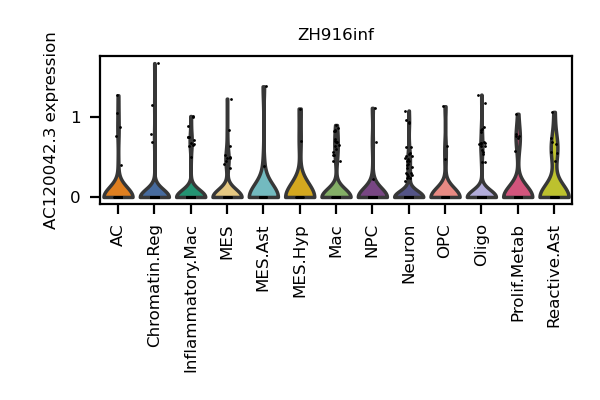 ZH916inf
AC120042.3 expression
1
0
AC
Chromatin.Reg
Inflammatory.Mac
MES
MES.Ast
MES.Hyp
Mac
NPC
Neuron
OPC
Oligo
Prolif.Metab
Reactive.Ast